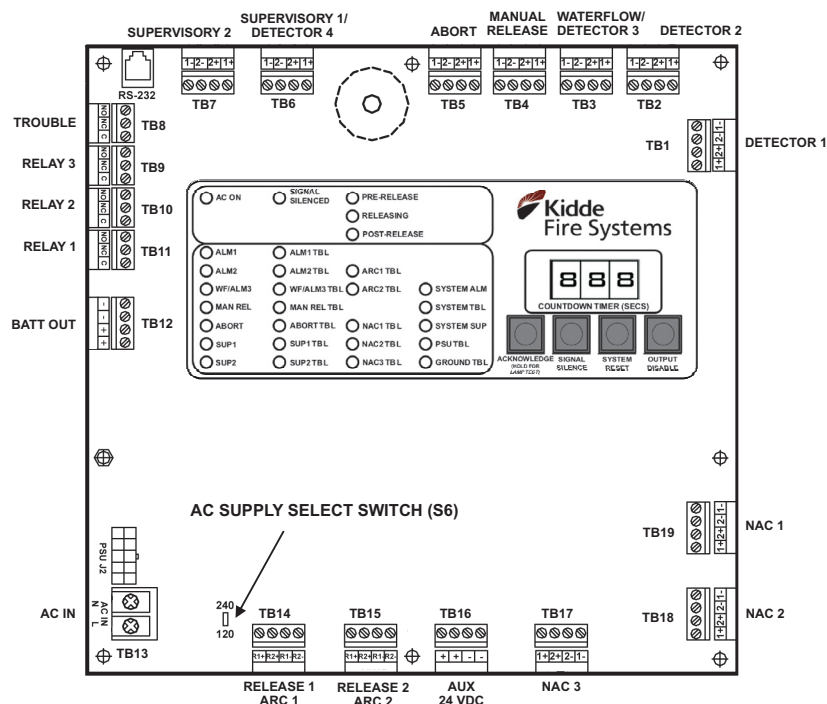 SUPERVISORY 2
SUPERVISORY 1/
DETECTOR 4
ABORT
MANUAL
RELEASE
WATERFLOW/
DETECTOR 3
DETECTOR 2
1- 2- 2+ 1+
1- 2- 2+ 1+
1- 2- 2+ 1+
1- 2- 2+ 1+
1- 2- 2+ 1+
1- 2- 2+ 1+
RS-232
TB7
TB6
TB5
TB4
TB3
TB2
TROUBLE
NO NC C
TB8
TB1
1+ 2+ 2- 1-
DETECTOR 1
RELAY 3
NO NC C
TB9
RELAY 2
NO NC C
TB10
RELAY 1
NO NC C
TB11
BATT OUT
- - + +
TB12
AC ON
SIGNAL
SILENCED
PRE-RELEASE
RELEASING
POST-RELEASE
Kidde
Fire Systems
ALM1
ALM1 TBL
ALM2
ALM2 TBL
ARC1 TBL
WF/ALM3
WF/ALM3 TBL
ARC2 TBL
SYSTEM ALM
MAN REL
MAN REL TBL
SYSTEM TBL
ABORT
ABORT TBL
NAC1 TBL
SYSTEM SUP
SUP1
SUP1 TBL
NAC2 TBL
PSU TBL
SUP2
SUP2 TBL
NAC3 TBL
GROUND TBL
8 8 8
COUNTDOWN TIMER (SECS)
ACKNOWLEDGE
(HOLD FOR
LAMP TEST)
SIGNAL
SILENCE
SYSTEM
RESET
OUTPUT
DISABLE
AC SUPPLY SELECT SWITCH (S6)
PSU J2
TB19
1+ 2+ 2- 1-
NAC 1
AC IN
AC IN
N L
TB13
240
120
TB14
TB15
TB16
TB17
TB18
1+ 2+ 2- 1-
NAC 2
R1+ R2+ R1- R2-
R1+ R2+ R1- R2-
+ + - -
1+ 2+ 2- 1-
RELEASE 1
ARC 1
RELEASE 2
ARC 2
AUX
24 VDC
NAC 3